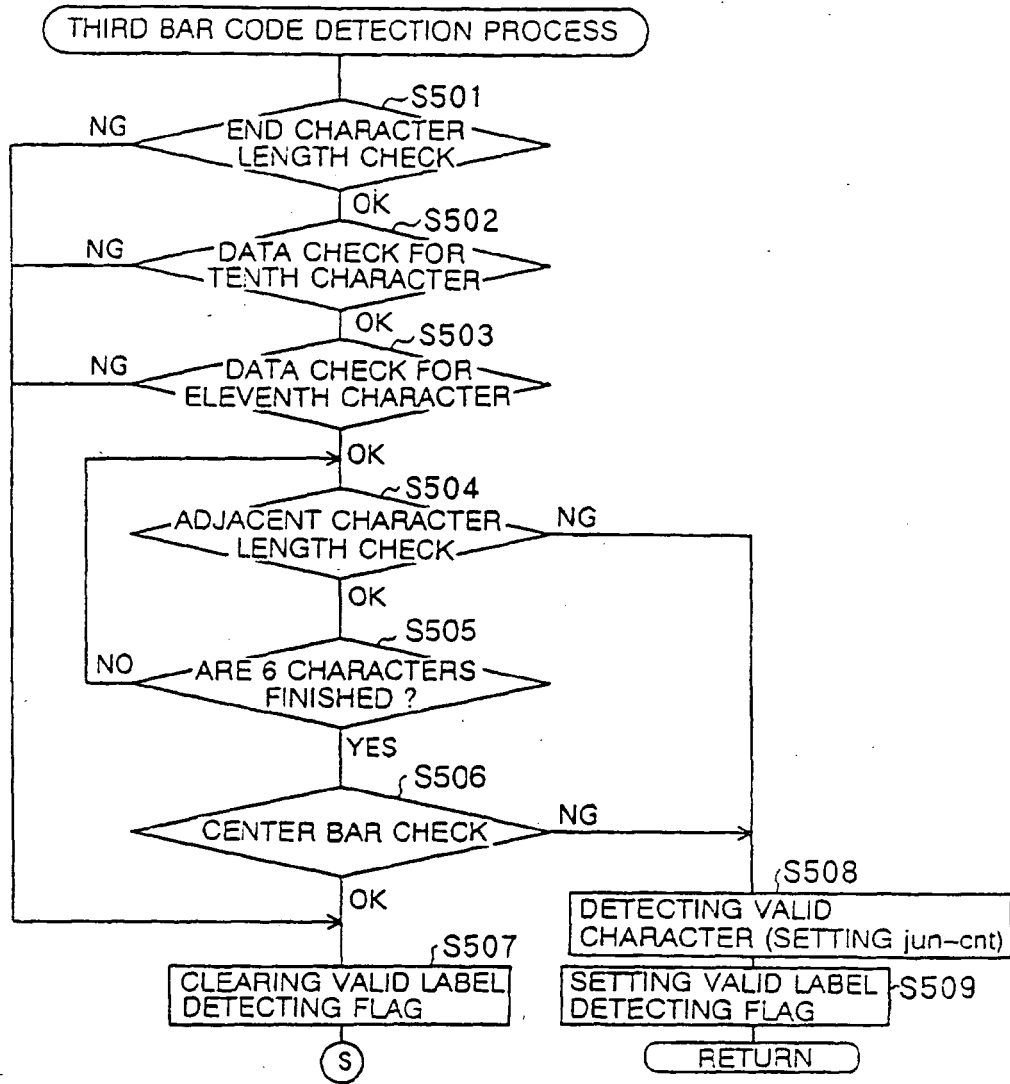 THIRD BAR CODE DETECTION PROCESS
S501
NG
END CHARACTER
LENGTH CHECK
OK
S502
NG
DATA CHECK FOR
TENTH CHARACTER
OK
S503
NG
DATA CHECK FOR
ELEVENTH CHARACTER
OK
S504
ADJACENT CHARACTER
LENGTH CHECK
NG
OK
S505
NO
ARE 6 CHARACTERS
FINISHED ?
YES
S506
CENTER BAR CHECK
NG
OK
S507
CLEARING VALID LABEL
DETECTING FLAG
S
S508
DETECTING VALID
CHARACTER (SETTING jun-cnt)
SETTING VALID LABEL
DETECTING FLAG
S509
RETURN